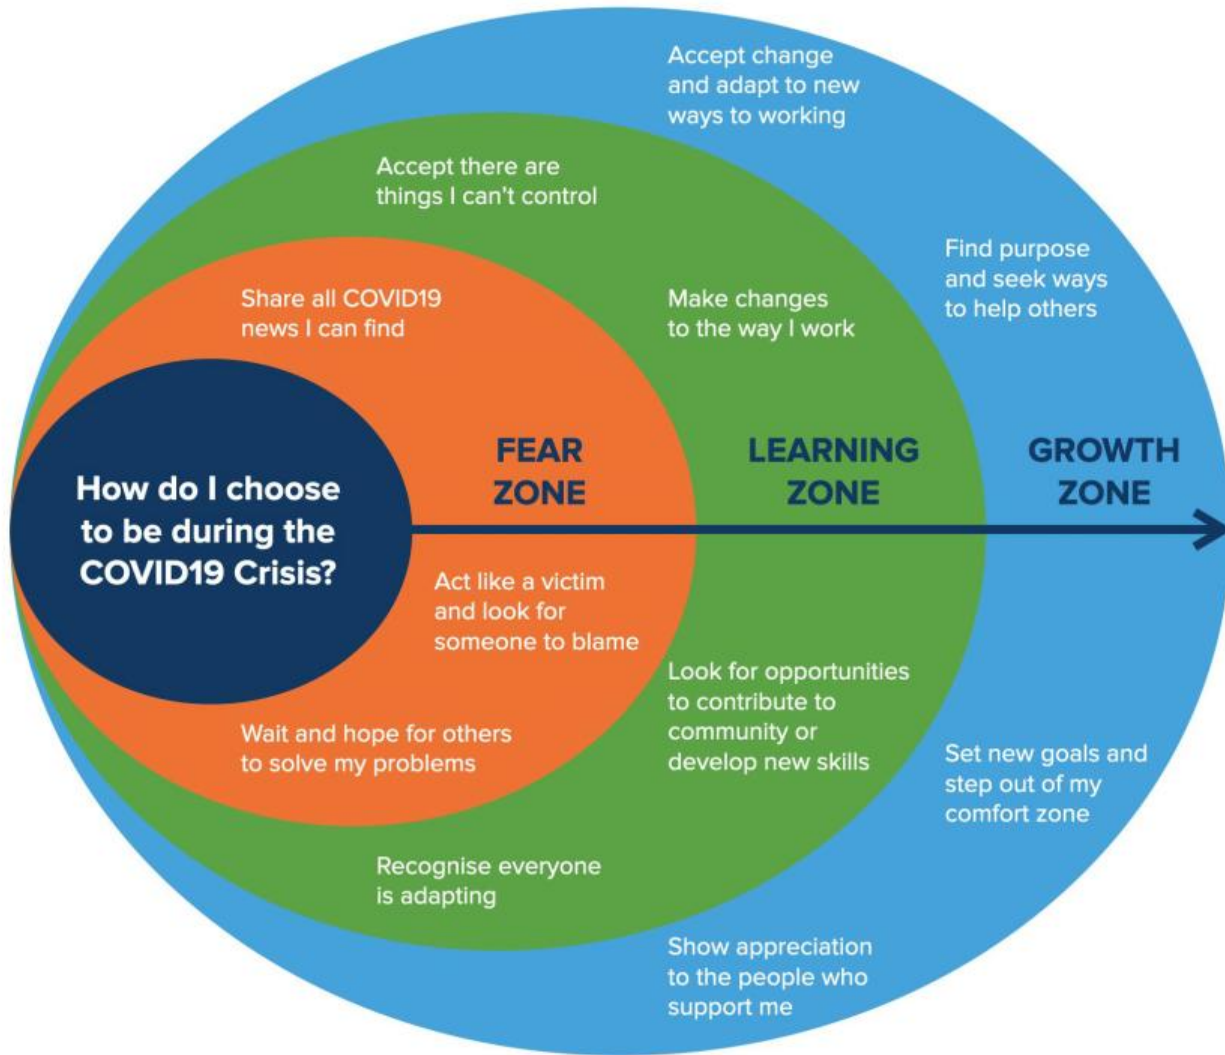 Accept change
and adapt to new
ways to working
Accept there are
things I can't control
Find purpose
and seek ways
to help others
Share all COVID19
news I can find
Make changes
to the way I work
FEAR
ZONE
LEARNING
ZONE
GROWTH
ZONE
How do I choose
to be during the
COVID19 Crisis?
Act like a victim
and look for
someone to blame
Look for opportunities
to contribute to
community or
develop new skills
Wait and hope for others
to solve my problems
Set new goals and
step out of my
comfort zone
Recognise everyone
is adapting
Show appreciation
to the people who
support me